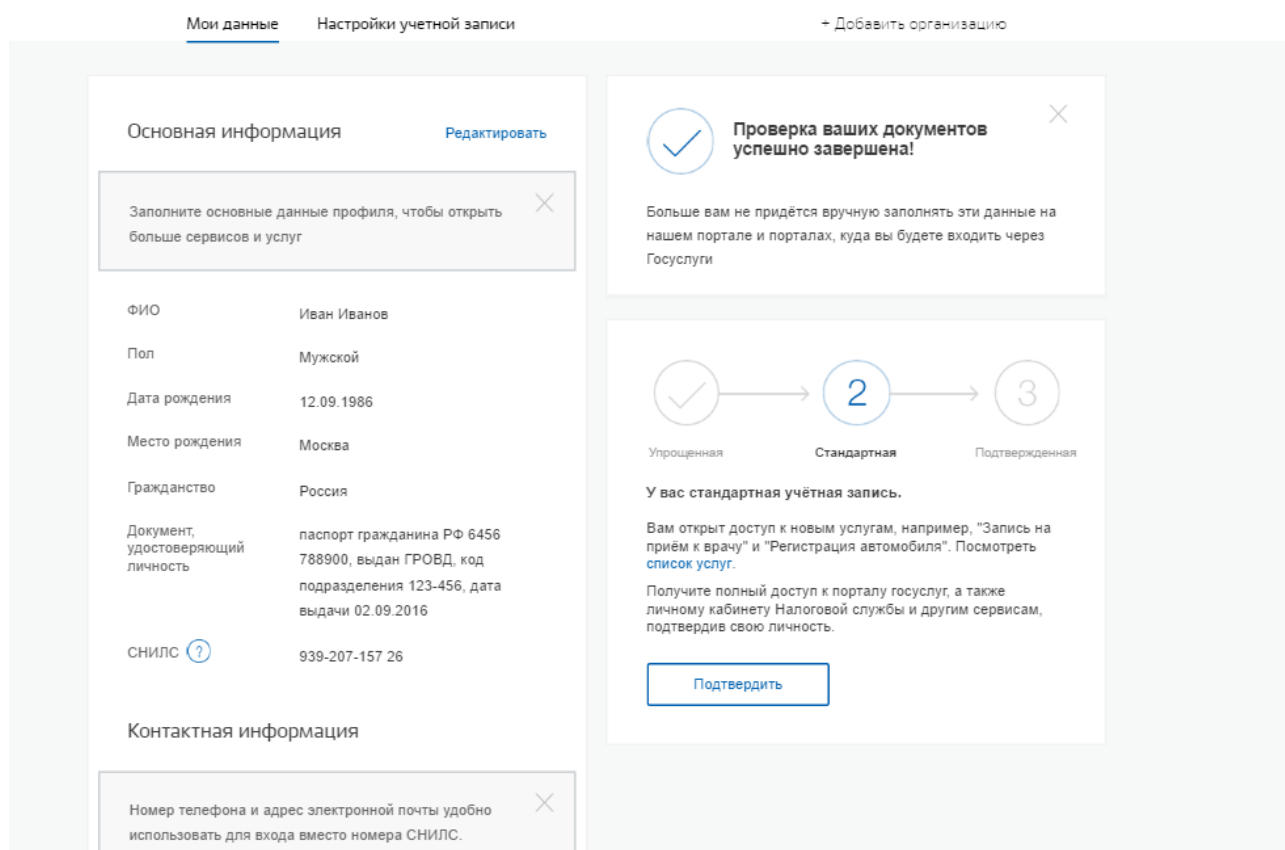 Мои данные
Настройки учетной записи
+ Добавить организацию
Основная информация
Редактировать
Заполните основные данные профиля, чтобы открыть
больше сервисов и услуг
ФИО
Иван Иванов
Пол
Мужской
Дата рождения
12.09.1986
Место рождения
Москва
Гражданство
Россия
Документ,
удостоверяющий
личность
паспорт гражданина РФ 6456
788900, выдан ГРОВД, код
подразделения 123-456, дата
выдачи 02.09.2016
СНИЛС ?
939-207-157 26
Контактная информация
Номер телефона и адрес электронной почты удобно
использовать для входа вместо номера СНИЛС.
Проверка ваших документов
успешно завершена!
Больше вам не придётся вручную заполнять эти данные на
нашем портале и порталах, куда вы будете входить через
Госуслуги
2
3
Упрощенная
Стандартная
Подтвержденная
У вас стандартная учётная запись.
Вам открыт доступ к новым услугам, например, "Запись на
приём к врачу" и "Регистрация автомобиля". Посмотреть
список услуг.
Получите полный доступ к порталу госуслуг, а также
личному кабинету Налоговой службы и другим сервисам,
подтвердив свою личность.
Подтвердить